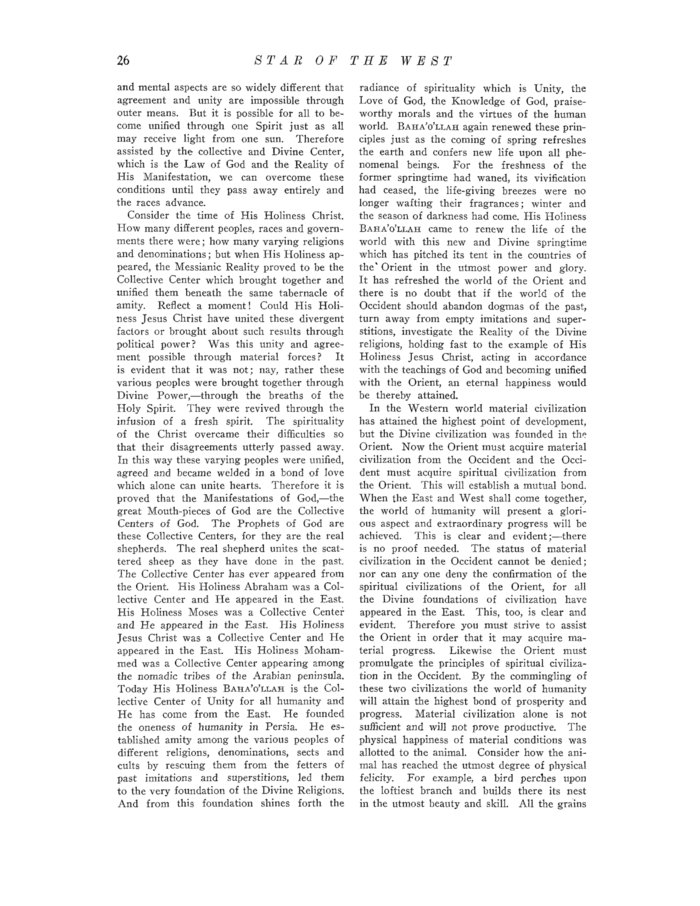 26
STAR OF THE WEST
and mental aspects are so widely different that
agreement and unity are impossible through
outer means. But it is possible for all to be-
come unified through one Spirit just as all
may receive light from one sun. Therefore
assisted by the collective and Divine Center,
which is the Law of God and the Reality of
His Manifestation, we can overcome these
conditions until they pass away entirely and
the races advance.
Consider the time of His Holiness Christ.
How many different peoples, races and govern-
ments there were; how many varying religions
and denominations; but when His Holiness ap-
peared, the Messianic Reality proved to be the
Collective Center which brought together and
unified them beneath the same tabernacle of
amity. Reflect a moment! Could His Holi-
ness Jesus Christ have united these divergent
factors or brought about such results through
political power? Was this unity and agree-
ment possible through material forces? It
is evident that it was not; nay, rather these
various peoples were brought together through
Divine Power,—through the breaths of the
Holy Spirit. They were revived through the
infusion of a fresh spirit. The spirituality
of the Christ overcame their difficulties so
that their disagreements utterly passed away.
In this way these varying peoples were unified,
agreed and became welded in a bond of love
which alone can unite hearts. Therefore it is
proved that the Manifestations of God,—the
great Mouth-pieces of God are the Collective
Centers of God. The Prophets of God are
these Collective Centers, for they are the real
shepherds. The real shepherd unites the scat-
tered sheep as they have done in the past.
The Collective Center has ever appeared from
the Orient. His Holiness Abraham was a Col-
lective Center and He appeared in the East.
His Holiness Moses was a Collective Center
and He appeared in the East. His Holiness
Jesus Christ was a Collective Center and He
appeared in the East. His Holiness Moham-
med was a Collective Center appearing among
the nomadic tribes of the Arabian peninsula.
Today His Holiness BAHA'O'LLAH is the Col-
lective Center of Unity for all humanity and
He has come from the East. He founded
the oneness of humanity in Persia. He es-
tablished amity among the various peoples of
different religions, denominations, sects and
cults by rescuing them from the fetters of
past imitations and superstitions, led them
to the very foundation of the Divine Religions.
And from this foundation shines forth the
radiance of spirituality which is Unity, the
Love of God, the Knowledge of God, praise-
worthy morals and the virtues of the human
world. BAHA'O'LLAH again renewed these prin-
ciples just as the coming of spring refreshes
the earth and confers new life upon all phe-
nomenal beings. For the freshness of the
former springtime had waned, its vivification
had ceased, the life-giving breezes were no
longer wafting their fragrances; winter and
the season of darkness had come. His Holiness
BAHA'O'LLAH came to renew the life of the
world with this new and Divine springtime
which has pitched its tent in the countries of
the Orient in the utmost power and glory.
It has refreshed the world of the Orient and
there is no doubt that if the world of the
Occident should abandon dogmas of the past,
turn away from empty imitations and super-
stitions, investigate the Reality of the Divine
religions, holding fast to the example of His
Holiness Jesus Christ, acting in accordance
with the teachings of God and becoming unified
with the Orient, an eternal happiness would
be thereby attained.
In the Western world material civilization
has attained the highest point of development,
but the Divine civilization was founded in the
Orient. Now the Orient must acquire material
civilization from the Occident and the Occi-
dent must acquire spiritual civilization from
the Orient. This will establish a mutual bond.
When the East and West shall come together,
the world of humanity will present a glori-
ous aspect and extraordinary progress will be
achieved. This is clear and evident;—there
is no proof needed. The status of material
civilization in the Occident cannot be denied;
nor can any one deny the confirmation of the
spiritual civilizations of the Orient, for all
the Divine foundations of civilization have
appeared in the East. This, too, is clear and
evident. Therefore you must strive to assist
the Orient in order that it may acquire ma-
terial progress. Likewise the Orient must
promulgate the principles of spiritual civiliza-
tion in the Occident. By the commingling of
these two civilizations the world of humanity
will attain the highest bond of prosperity and
progress. Material civilization alone is not
sufficient and will not prove productive. The
physical happiness of material conditions was
allotted to the animal. Consider how the ani-
mal has reached the utmost degree of physical
felicity. For example, a bird perches upon
the loftiest branch and builds there its nest
in the utmost beauty and skill. All the grains